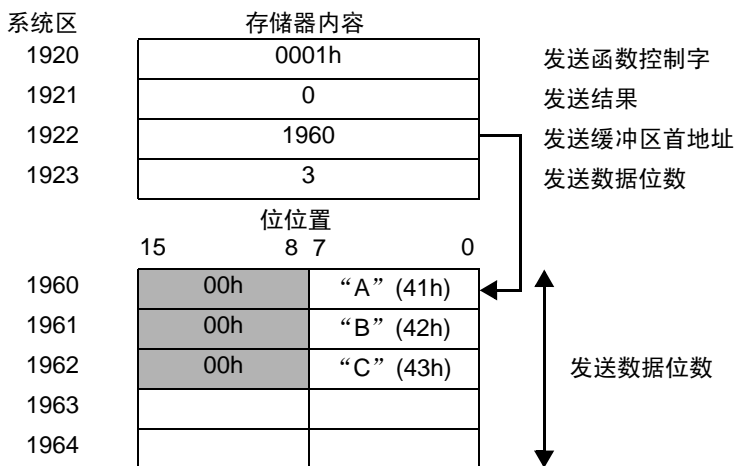 系统区 存储器内容
1920 0001h 发送函数控制字
1921 0 发送结果
1922 1960 发送缓冲区首地址
1923 3 发送数据位数
位位置
15 8 7 0
1960 00h “A” (41h)
1961 00h “B” (42h)
1962 00h “C” (43h) 发送数据位数
1963
1964